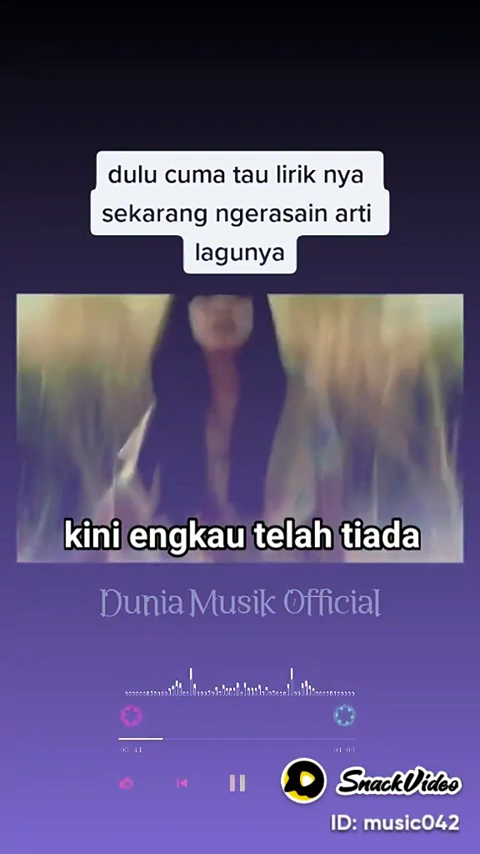 dulu cuma tau lirik nya
sekarang ngerasain arti
lagunya
kini engkau telah tiada
Dunia Musik Official
SnackVideo
ID: music042